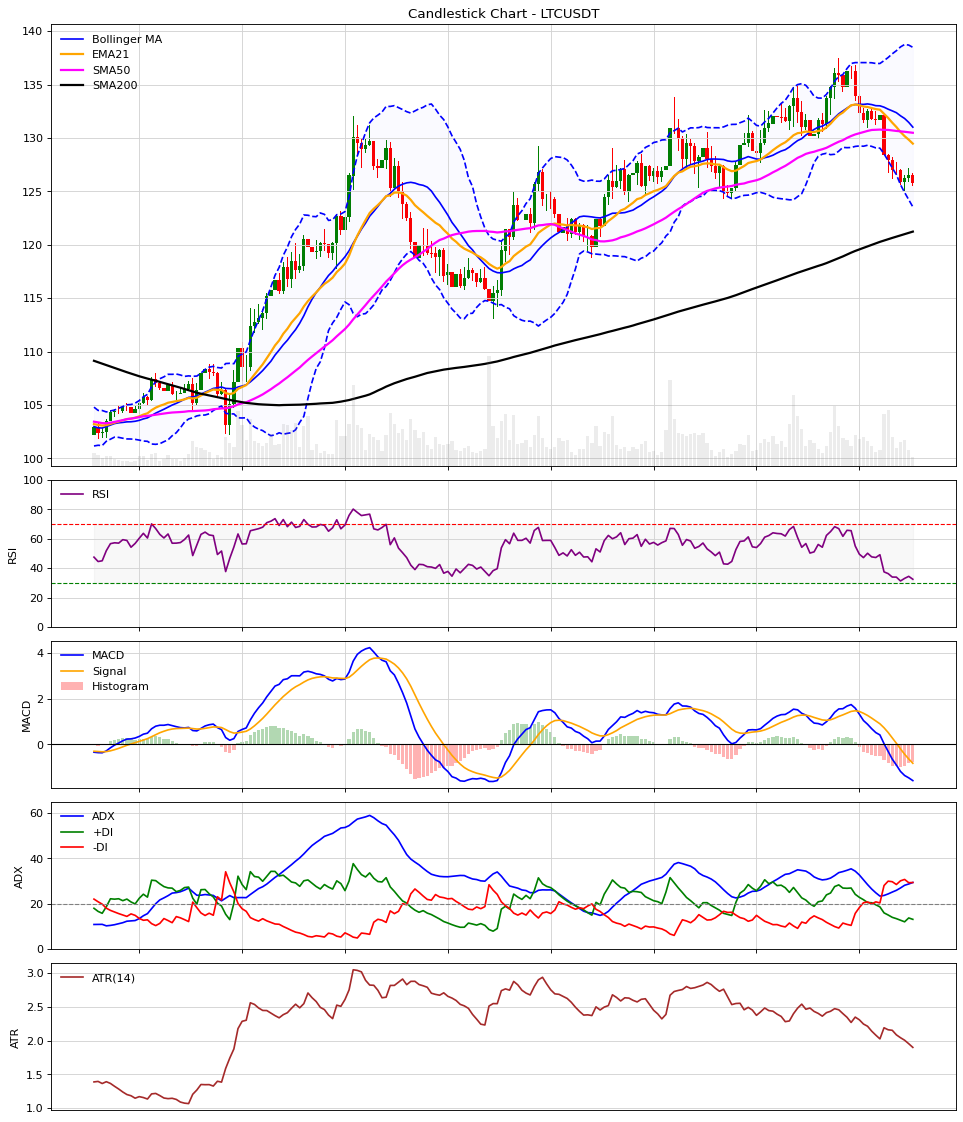 Candlestick Chart - LTCUSDT
140
135
130
125
120
115
110
105
100
Bollinger MA
EMA21
SMA50
SMA200
100
80
60
40
20
0
RSI
RSI
4
2
0
MACD
MACD
Signal
Histogram
60
40
20
0
ADX
ADX
+DI
-DI
3.0
2.5
2.0
1.5
1.0
ATR
ATR(14)